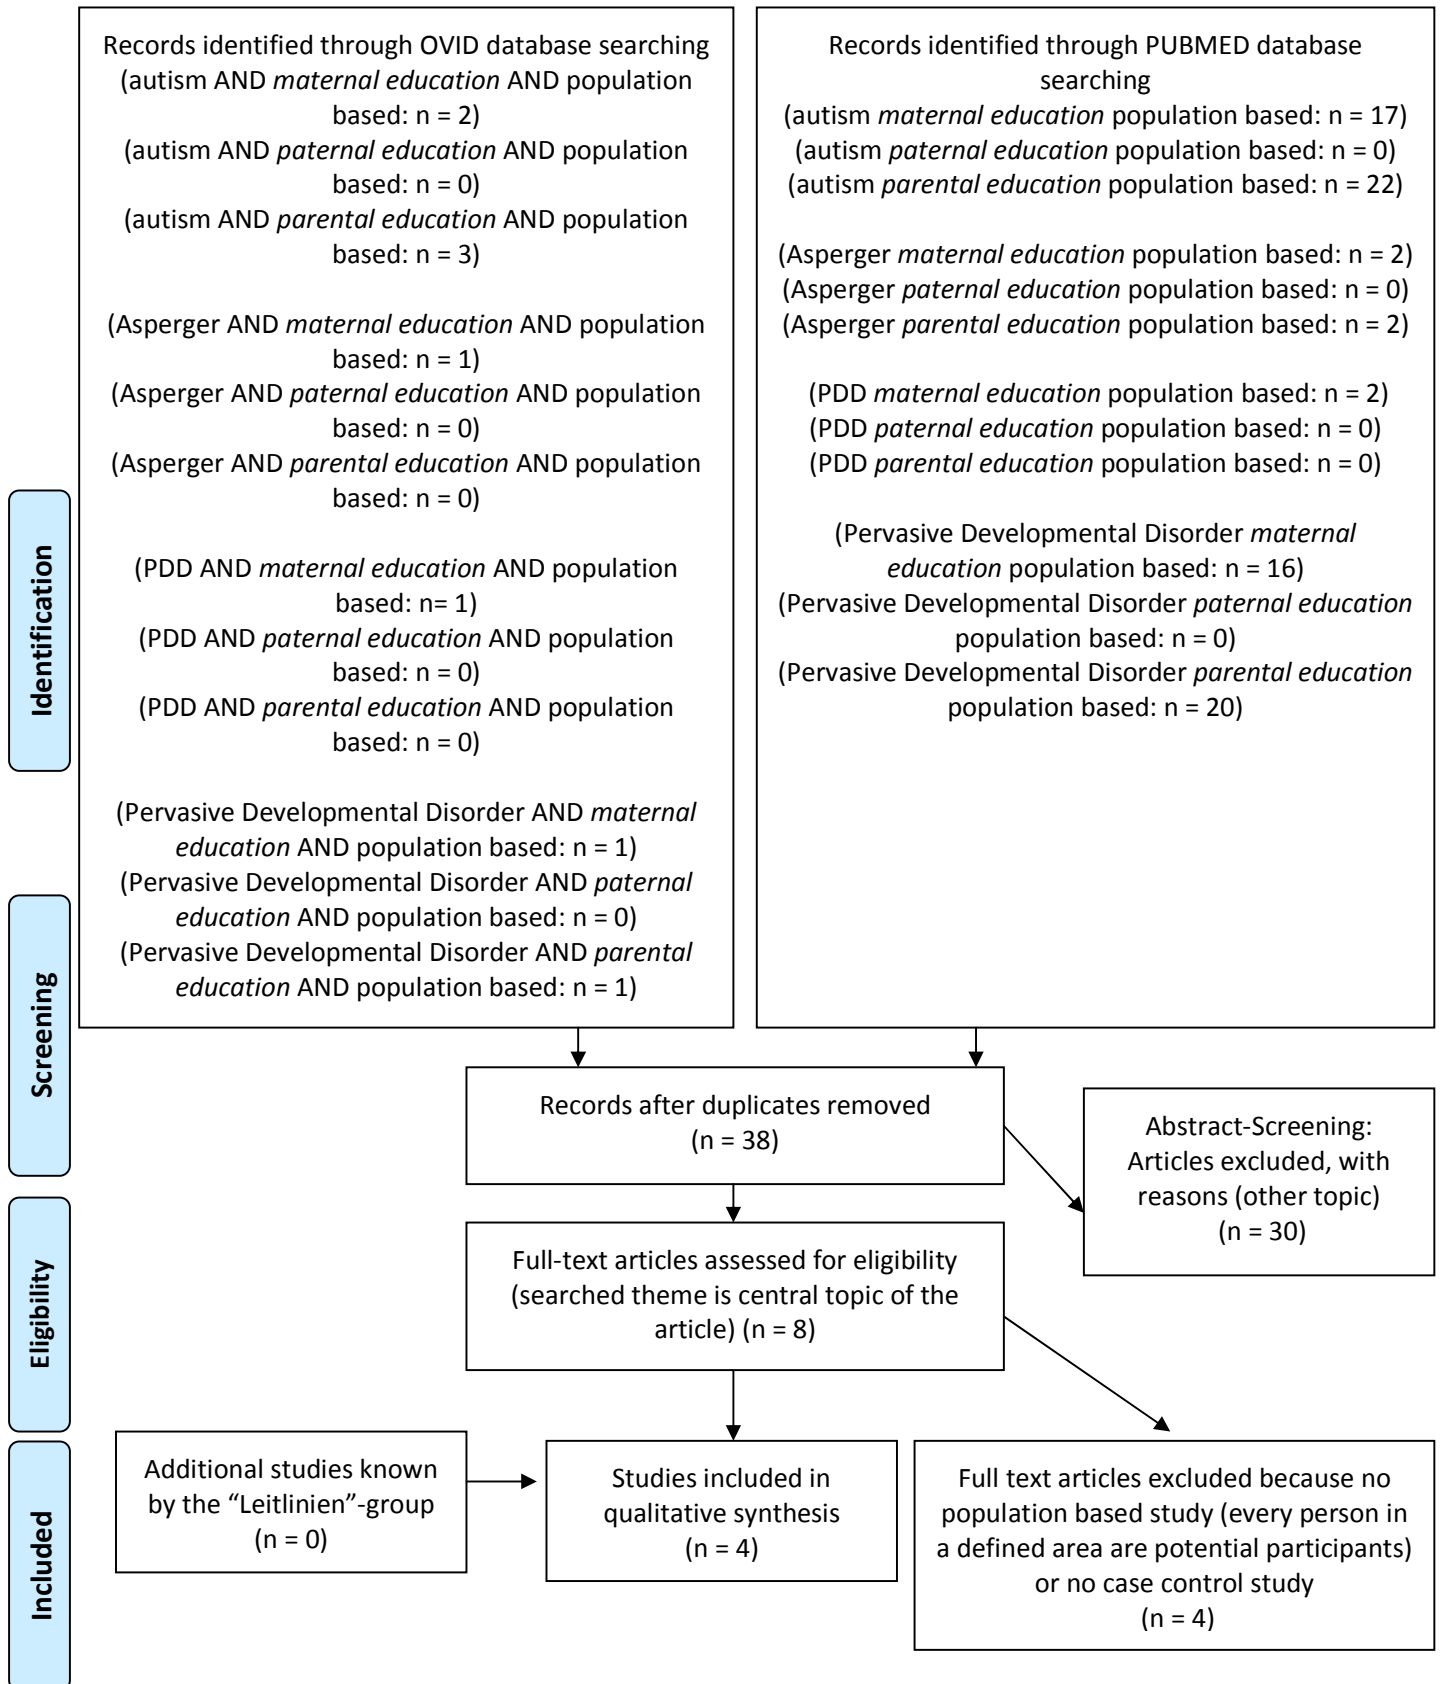 Records identified through OVID database searching
(autism AND maternal education AND population
based: n = 2)
(autism AND paternal education AND population
based: n = 0)
(autism AND parental education AND population
based: n = 3)
(Asperger AND maternal education AND population
based: n = 1)
(Asperger AND paternal education AND population
based: n = 0)
(Asperger AND parental education AND population
based: n = 0)
(PDD AND maternal education AND population
based: n= 1)
(PDD AND paternal education AND population
based: n = 0)
(PDD AND parental education AND population
based: n = 0)
(Pervasive Developmental Disorder AND maternal
education AND population based: n = 1)
(Pervasive Developmental Disorder AND paternal
education AND population based: n = 0)
(Pervasive Developmental Disorder AND parental
education AND population based: n = 1)
Records identified through PUBMED database
searching
(autism maternal education population based: n = 17)
(autism paternal education population based: n = 0)
(autism parental education population based: n = 22)
(Asperger maternal education population based: n = 2)
(Asperger paternal education population based: n = 0)
(Asperger parental education population based: n = 2)
(PDD maternal education population based: n = 2)
(PDD paternal education population based: n = 0)
(PDD parental education population based: n = 0)
(Pervasive Developmental Disorder maternal
education population based: n = 16)
(Pervasive Developmental Disorder paternal education
population based: n = 0)
(Pervasive Developmental Disorder parental education
population based: n = 20)
Identification
Screening
Records after duplicates removed
(n = 38)
Abstract-Screening:
Articles excluded, with
reasons (other topic)
(n = 30)
Eligibility
Full-text articles assessed for eligibility
(searched theme is central topic of the
article) (n = 8)
Included
Additional studies known
by the “Leitlinien”-group
(n = 0)
Studies included in
qualitative synthesis
(n = 4)
Full text articles excluded because no
population based study (every person in
a defined area are potential participants)
or no case control study
(n = 4)